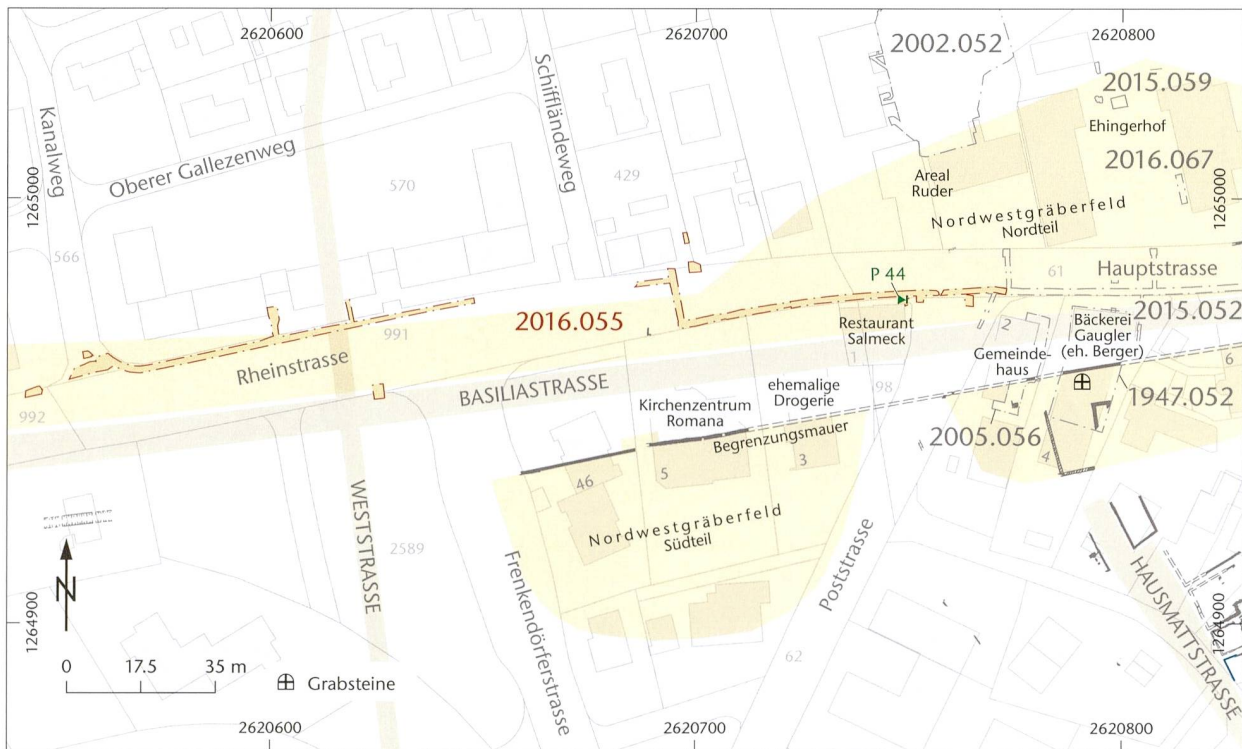 2620600
2620700
2620800
2002.052
2015.059
Ehingerhof
2016.067
Kanalweg
Oberer Gallezenweg
Schiffländeweg
570
429
1265000
1265000
Areal
Ruder
Nordwestgräberfeld
Nordteil
566
P 44
61
Hauptstrasse
2016.055
991
Restaurant
Salmeck
2015.052
Rheinstrasse
2
Bäckerei
Gaugler
(eh. Berger)
Gemeinde-
haus
1
6
BASILIASTRASSE
ehemalige
Drogerie
98
992
Kirchenzentrum
Romana
1947.052
Begrenzungsmauer
2005.056
46
5
3
4
WESTSTRASSE
Nordwestgräberfeld
Südteil
2589
Frenkendörferstrasse
Poststrasse
HAUSMATTSTRASSE
N
1264900
1264900
62
0 17.5 35 m
Grabsteine
2620600
2620700
2620800